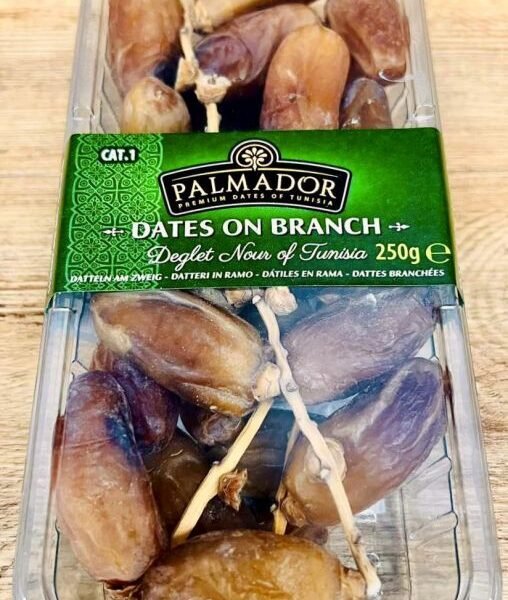 CAT.1
PALMADOR
PREMIUM DATES OF TUNISIA
DATES ON BRANCH
Deglet Nour of Tunisia 250g ℮
DATTELN AM ZWEIG - DATTERI IN RAMO - DÁTILES EN RAMA - DATTES BRANCHÉES